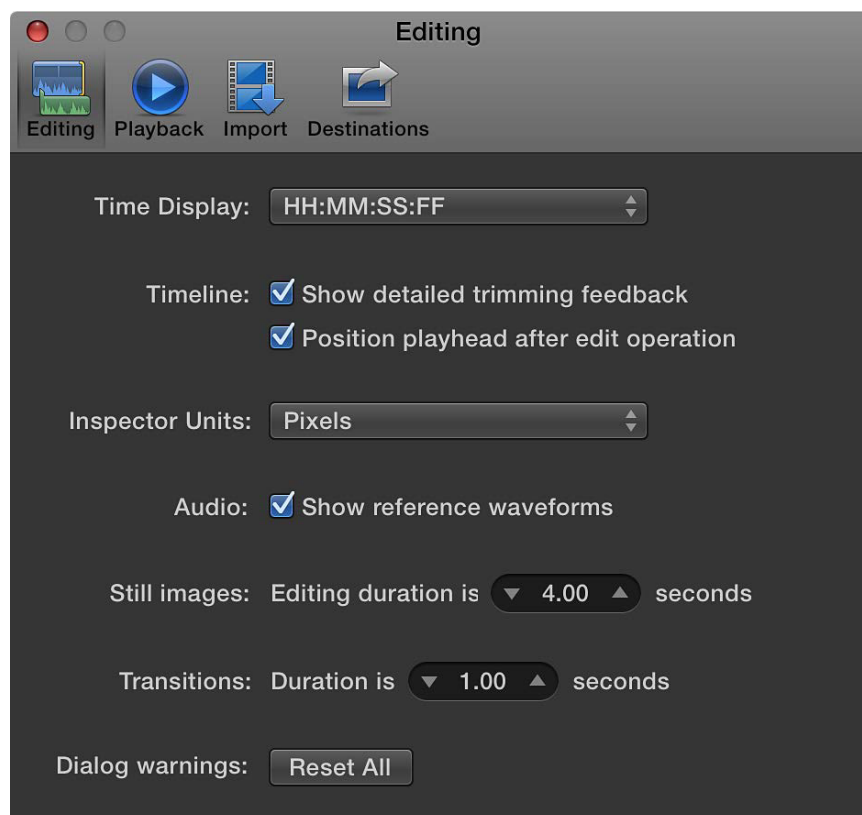 Editing
Editing Playback Import Destinations
Time Display: HH:MM:SS:FF
Timeline: Show detailed trimming feedback
Position playhead after edit operation
Inspector Units: Pixels
Audio: Show reference waveforms
Still images: Editing duration is 4.00 seconds
Transitions: Duration is 1.00 seconds
Dialog warnings: Reset All